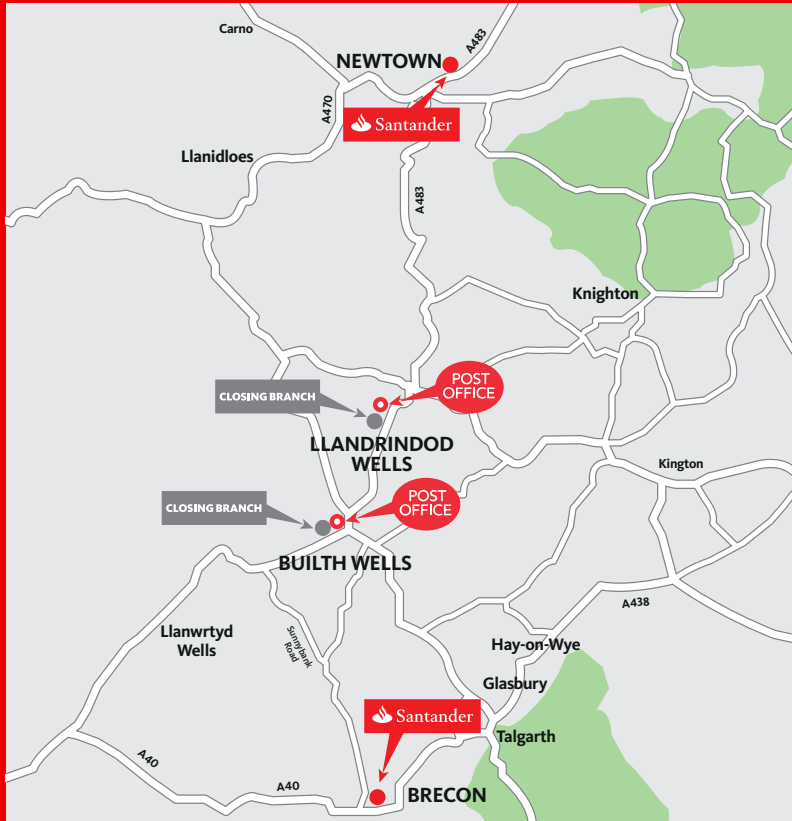 Carno
NEWTOWN
A483
A470
Santander
Llanidloes
A483
Knighton
POST
OFFICE
CLOSING BRANCH
LLANDRINDOD
WELLS
Kington
POST
OFFICE
CLOSING BRANCH
BUILTH WELLS
A438
Llanwrtyd
Wells
Sunnybank
Road
Hay-on-Wye
Glasbury
Santander
Talgarth
A40
A40
BRECON